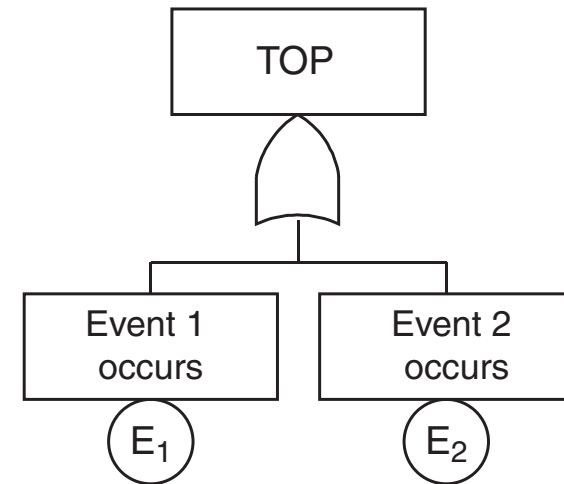 TOP
Event 1
occurs
Event 2
occurs
E₁
E₂